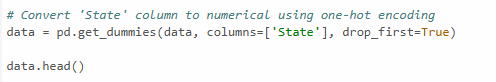 # Convert 'State' column to numerical using one-hot encoding
data = pd.get_dummies(data, columns=['State'], drop_first=True)
data.head()